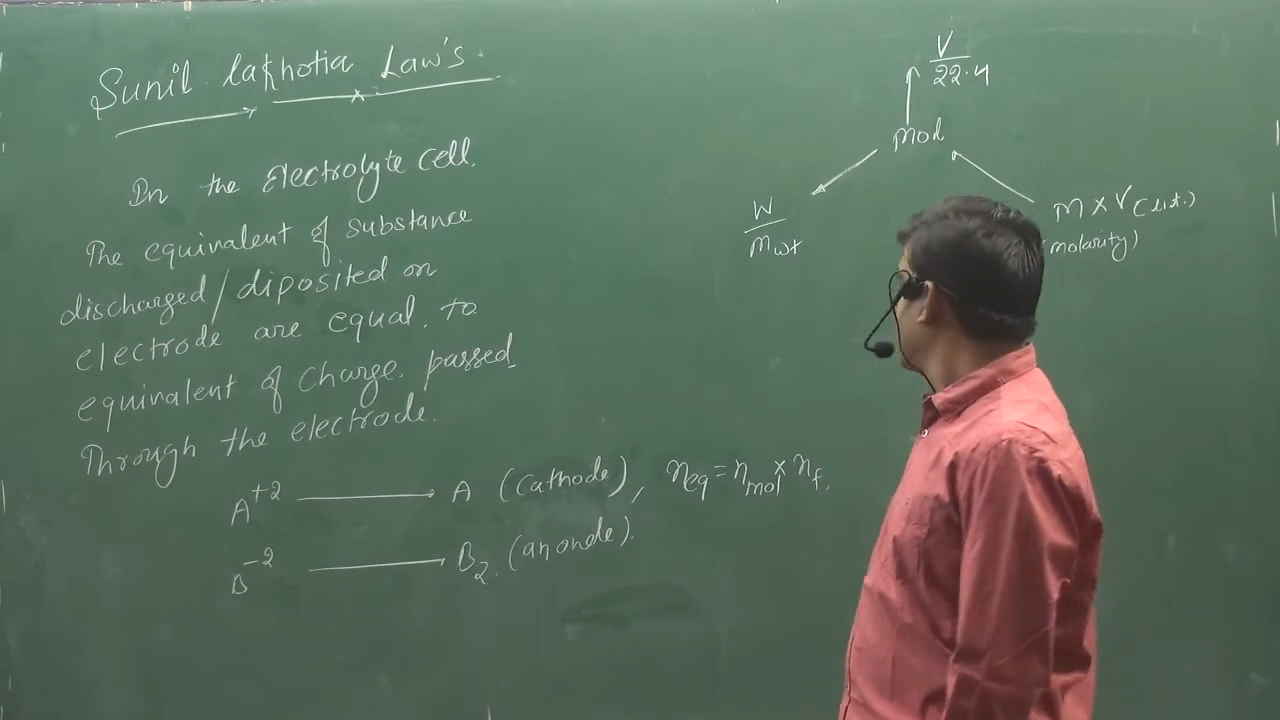 Sunil lakhotia Law's.
In the Electrolyte cell.
The equivalent of substance
discharged/diposited on
electrode are equal. to
equivalent of charge. passed
Through the electrode.
A+2 ⟶ A (Cathode), neq = nmol × nf.
B−2 ⟶ B2. (anonde).
V/22.4
mol
W/mwt
M × V(lit.)
(molarity)